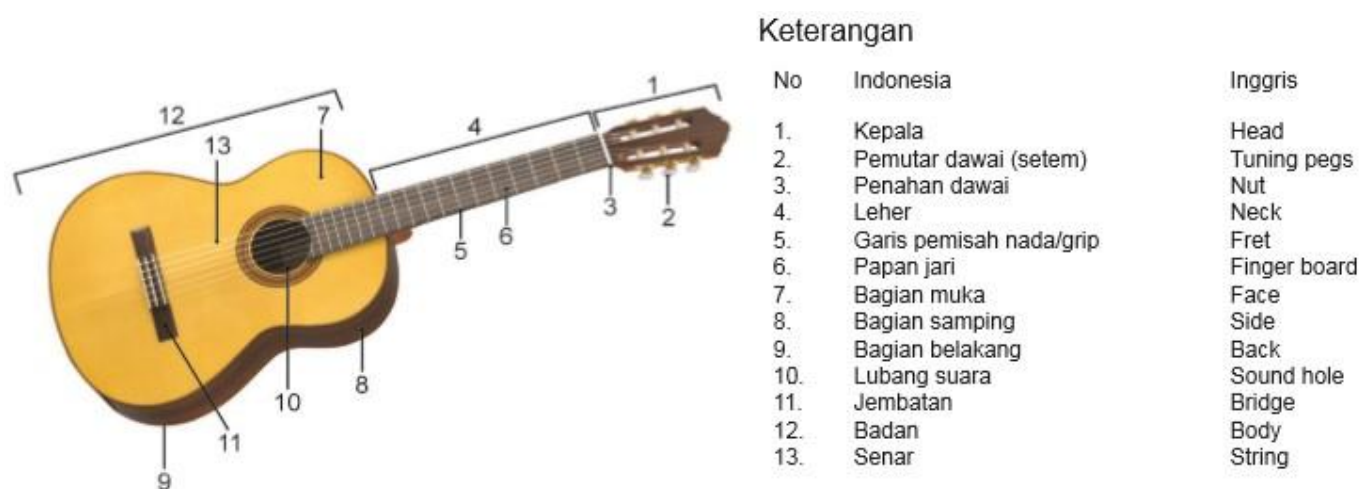 12
7
13
4
1
5
6
3
2
10
8
11
9
Keterangan
No Indonesia Inggris
1. Kepala Head
2. Pemutar dawai (setem) Tuning pegs
3. Penahan dawai Nut
4. Leher Neck
5. Garis pemisah nada/grip Fret
6. Papan jari Finger board
7. Bagian muka Face
8. Bagian samping Side
9. Bagian belakang Back
10. Lubang suara Sound hole
11. Jembatan Bridge
12. Badan Body
13. Senar String